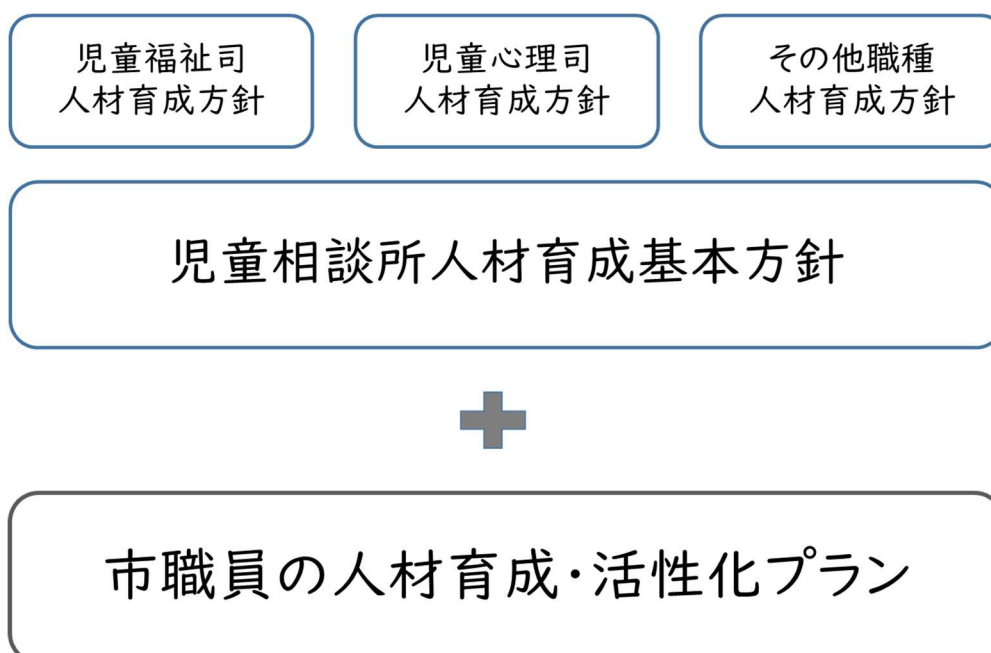 児童福祉司
人材育成方針
児童心理司
人材育成方針
その他職種
人材育成方針
児童相談所人材育成基本方針
市職員の人材育成・活性化プラン